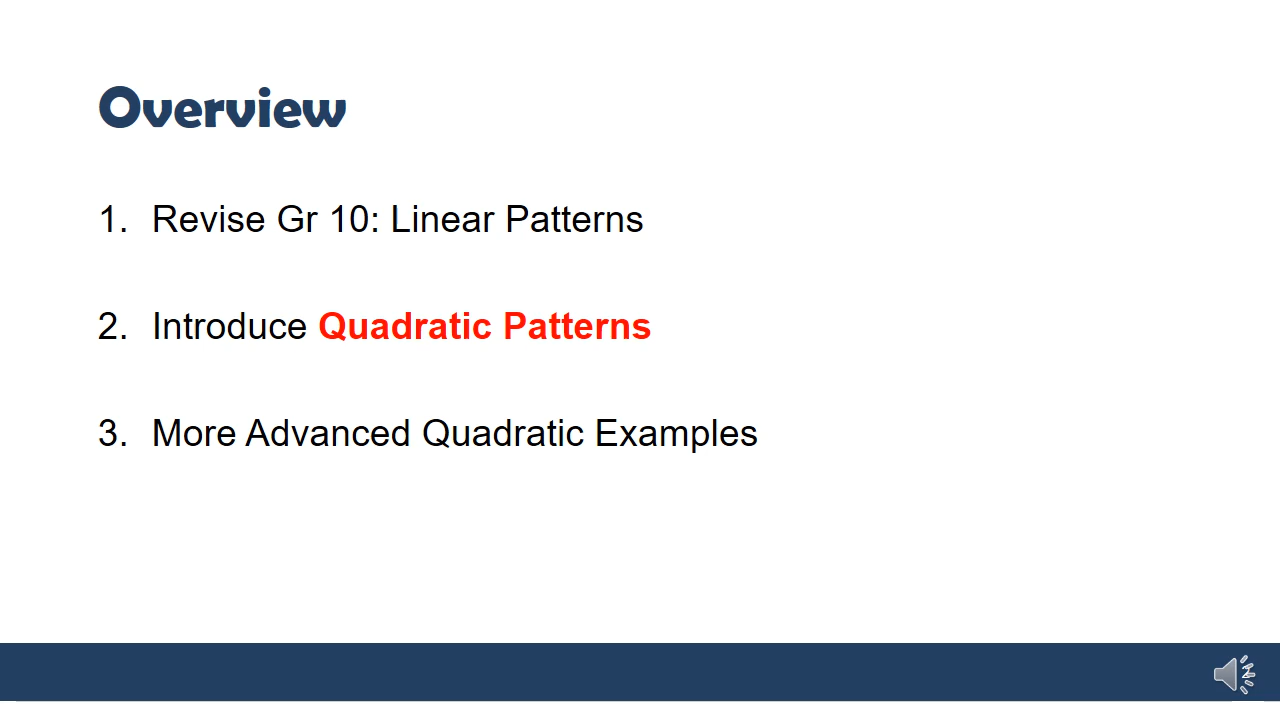 Overview
1. Revise Gr 10: Linear Patterns
2. Introduce Quadratic Patterns
3. More Advanced Quadratic Examples